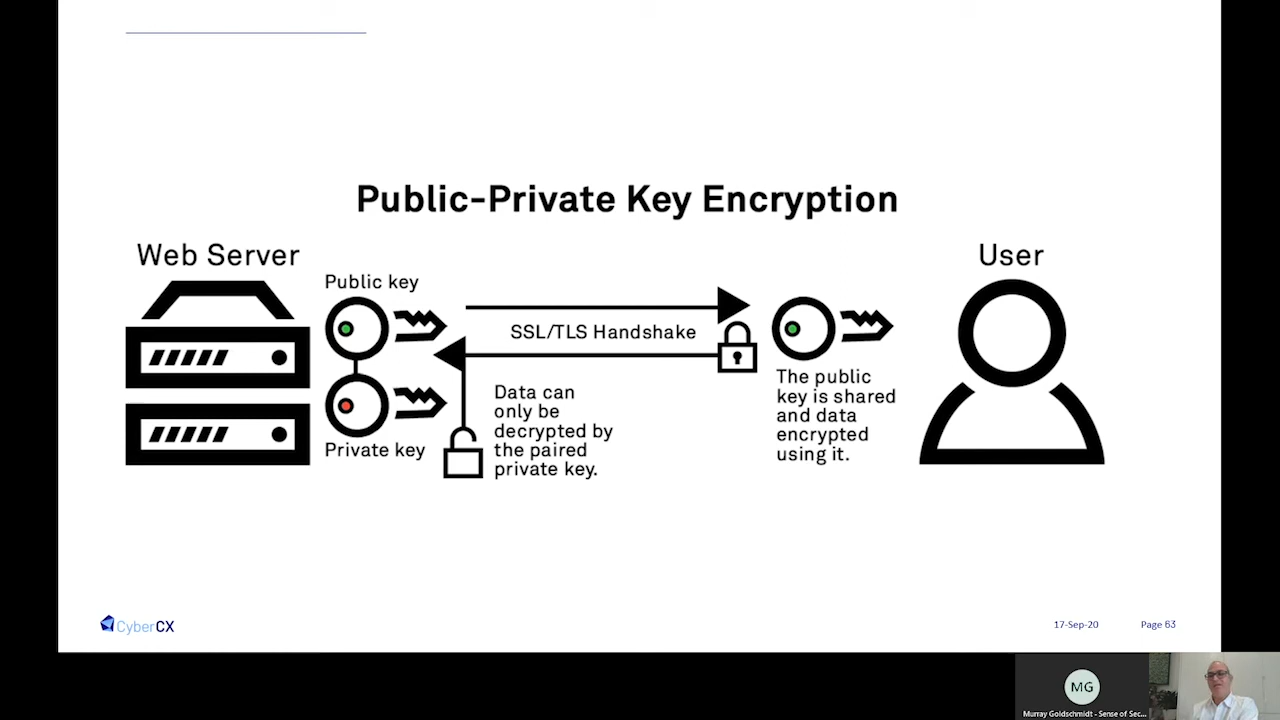 Public-Private Key Encryption
Web Server
User
Public key
SSL/TLS Handshake
Data can
only be
decrypted by
the paired
private key.
The public
key is shared
and data
encrypted
using it.
Private key
CyberCX
17-Sep-20
Page 63
MG
Murray Goldschmidt - Sense of Sec...